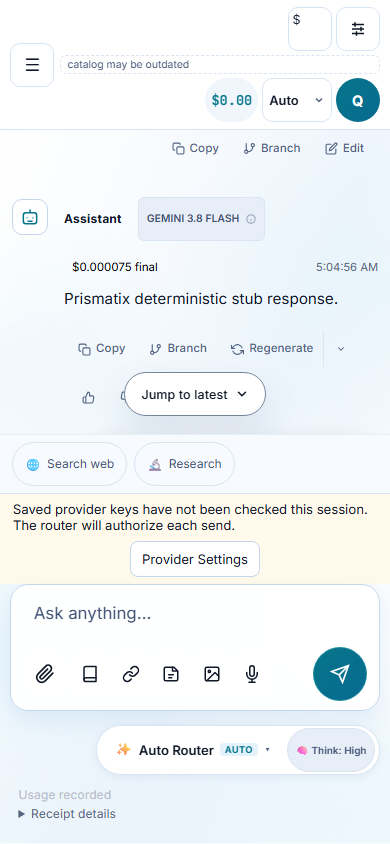 $
catalog may be outdated
$0.00
Auto
Q
Copy
Branch
Edit
Assistant
GEMINI 3.8 FLASH
$0.000075 final
5:04:56 AM
Prismatix deterministic stub response.
Copy
Branch
Regenerate
Jump to latest
Search web
Research
Saved provider keys have not been checked this session.
The router will authorize each send.
Provider Settings
Ask anything...
Auto Router
AUTO
Think: High
Usage recorded
Receipt details